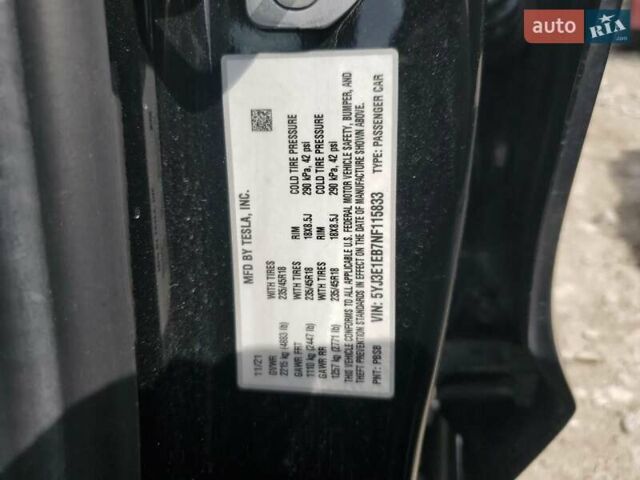 auto RIA .com
MFD BY TESLA, INC.
11/21
GVWR WITH TIRES RIM COLD TIRE PRESSURE
2215 kg (4883 lb) 235/45R18 18X8.5J 290 kPa, 42 psi
GAWR FRT WITH TIRES RIM COLD TIRE PRESSURE
1110 kg (2447 lb) 235/45R18 18X8.5J 290 kPa, 42 psi
GAWR RR
1257 kg (2771 lb)
THIS VEHICLE CONFORMS TO ALL APPLICABLE U.S. FEDERAL MOTOR VEHICLE SAFETY, BUMPER, AND
THEFT PREVENTION STANDARDS IN EFFECT ON THE DATE OF MANUFACTURE SHOWN ABOVE.
PNT: PBSB VIN: 5YJ3E1EB7NF115833 TYPE: PASSENGER CAR